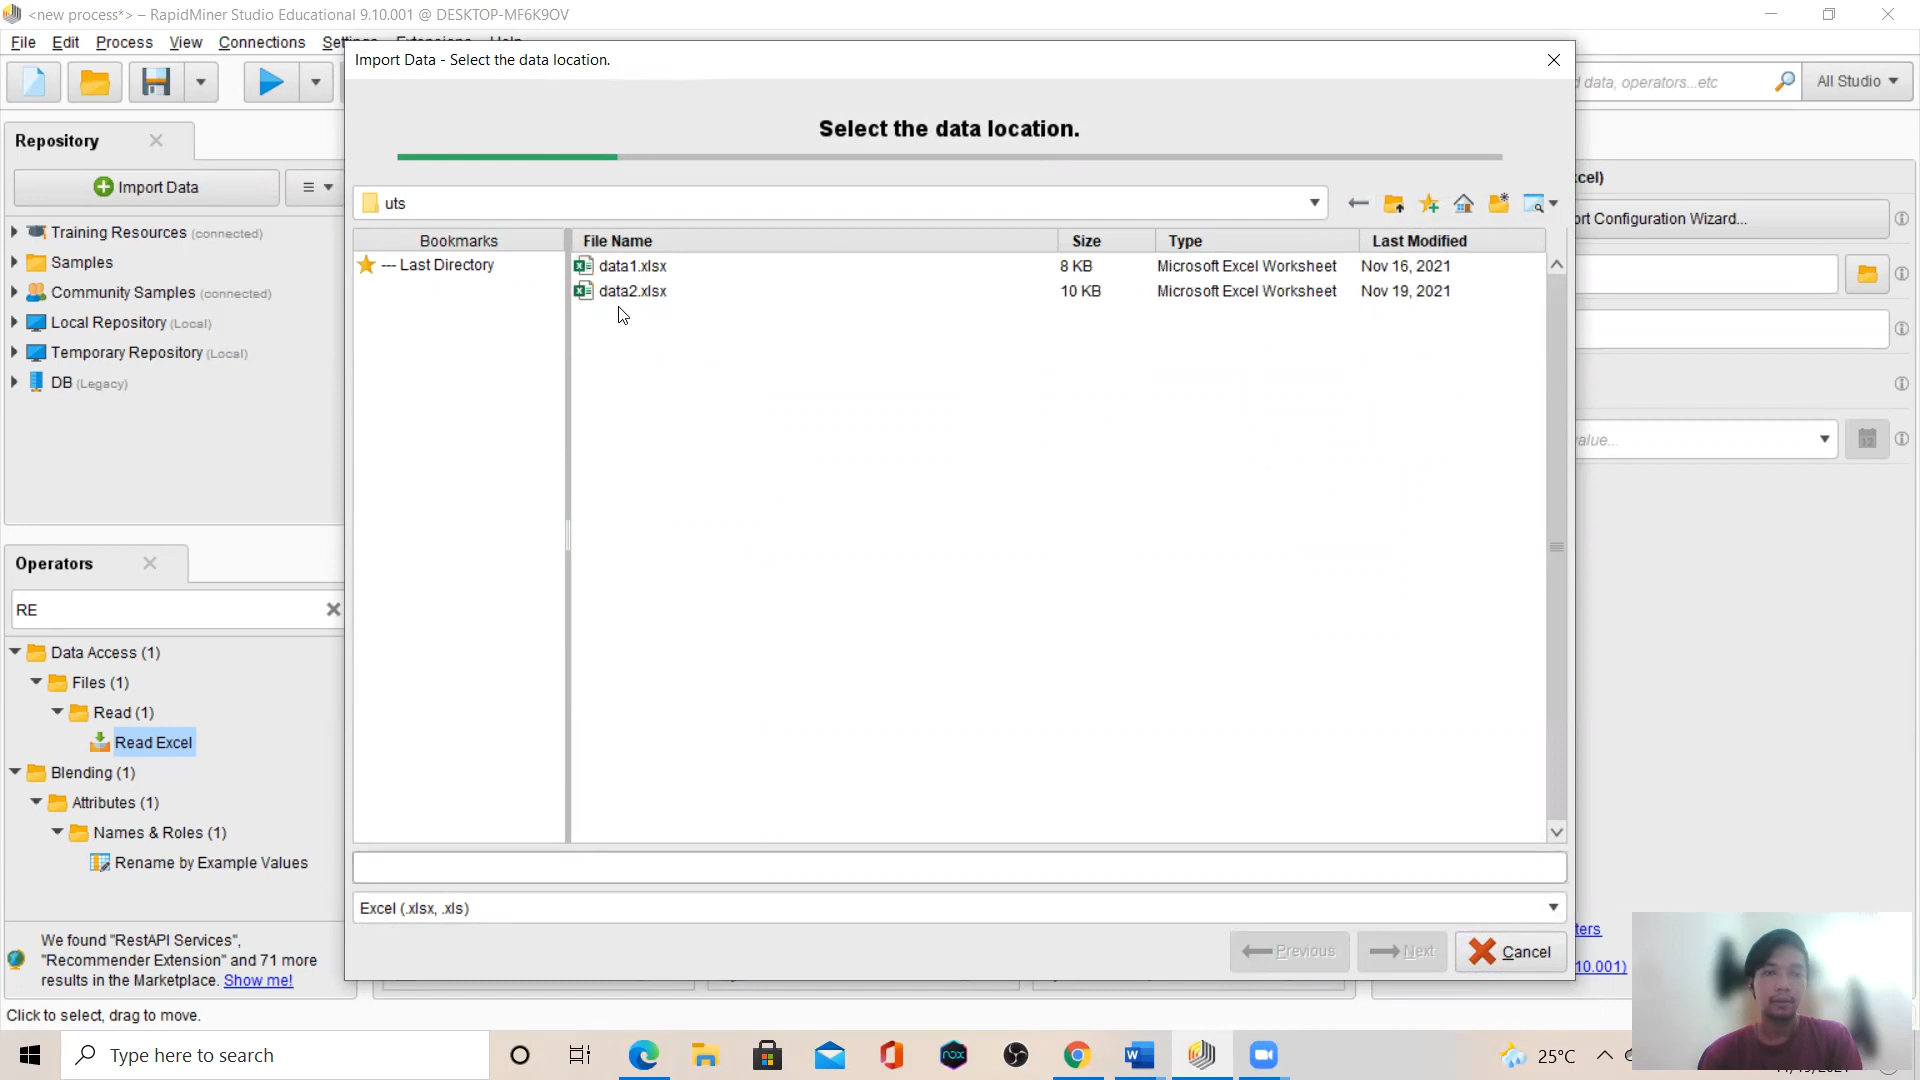 <new process*> – RapidMiner Studio Educational 9.10.001 @ DESKTOP-MF6K9OV
File Edit Process View Connections
Import Data - Select the data location.
d data, operators...etc
All Studio
Select the data location.
Repository
Import Data
uts
xcel)
ort Configuration Wizard...
Bookmarks
File Name
Size
Type
Last Modified
--- Last Directory
data1.xlsx
8 KB
Microsoft Excel Worksheet
Nov 16, 2021
data2.xlsx
10 KB
Microsoft Excel Worksheet
Nov 19, 2021
Training Resources (connected)
Samples
Community Samples (connected)
Local Repository (Local)
Temporary Repository (Local)
DB (Legacy)
alue...
12
Operators
RE
Data Access (1)
Files (1)
Read (1)
Read Excel
Blending (1)
Attributes (1)
Names & Roles (1)
Rename by Example Values
Excel (.xlsx, .xls)
Previous
Next
Cancel
We found "RestAPI Services",
"Recommender Extension" and 71 more
results in the Marketplace. Show me!
ters
10.001)
Click to select, drag to move.
Type here to search
nox
25°C